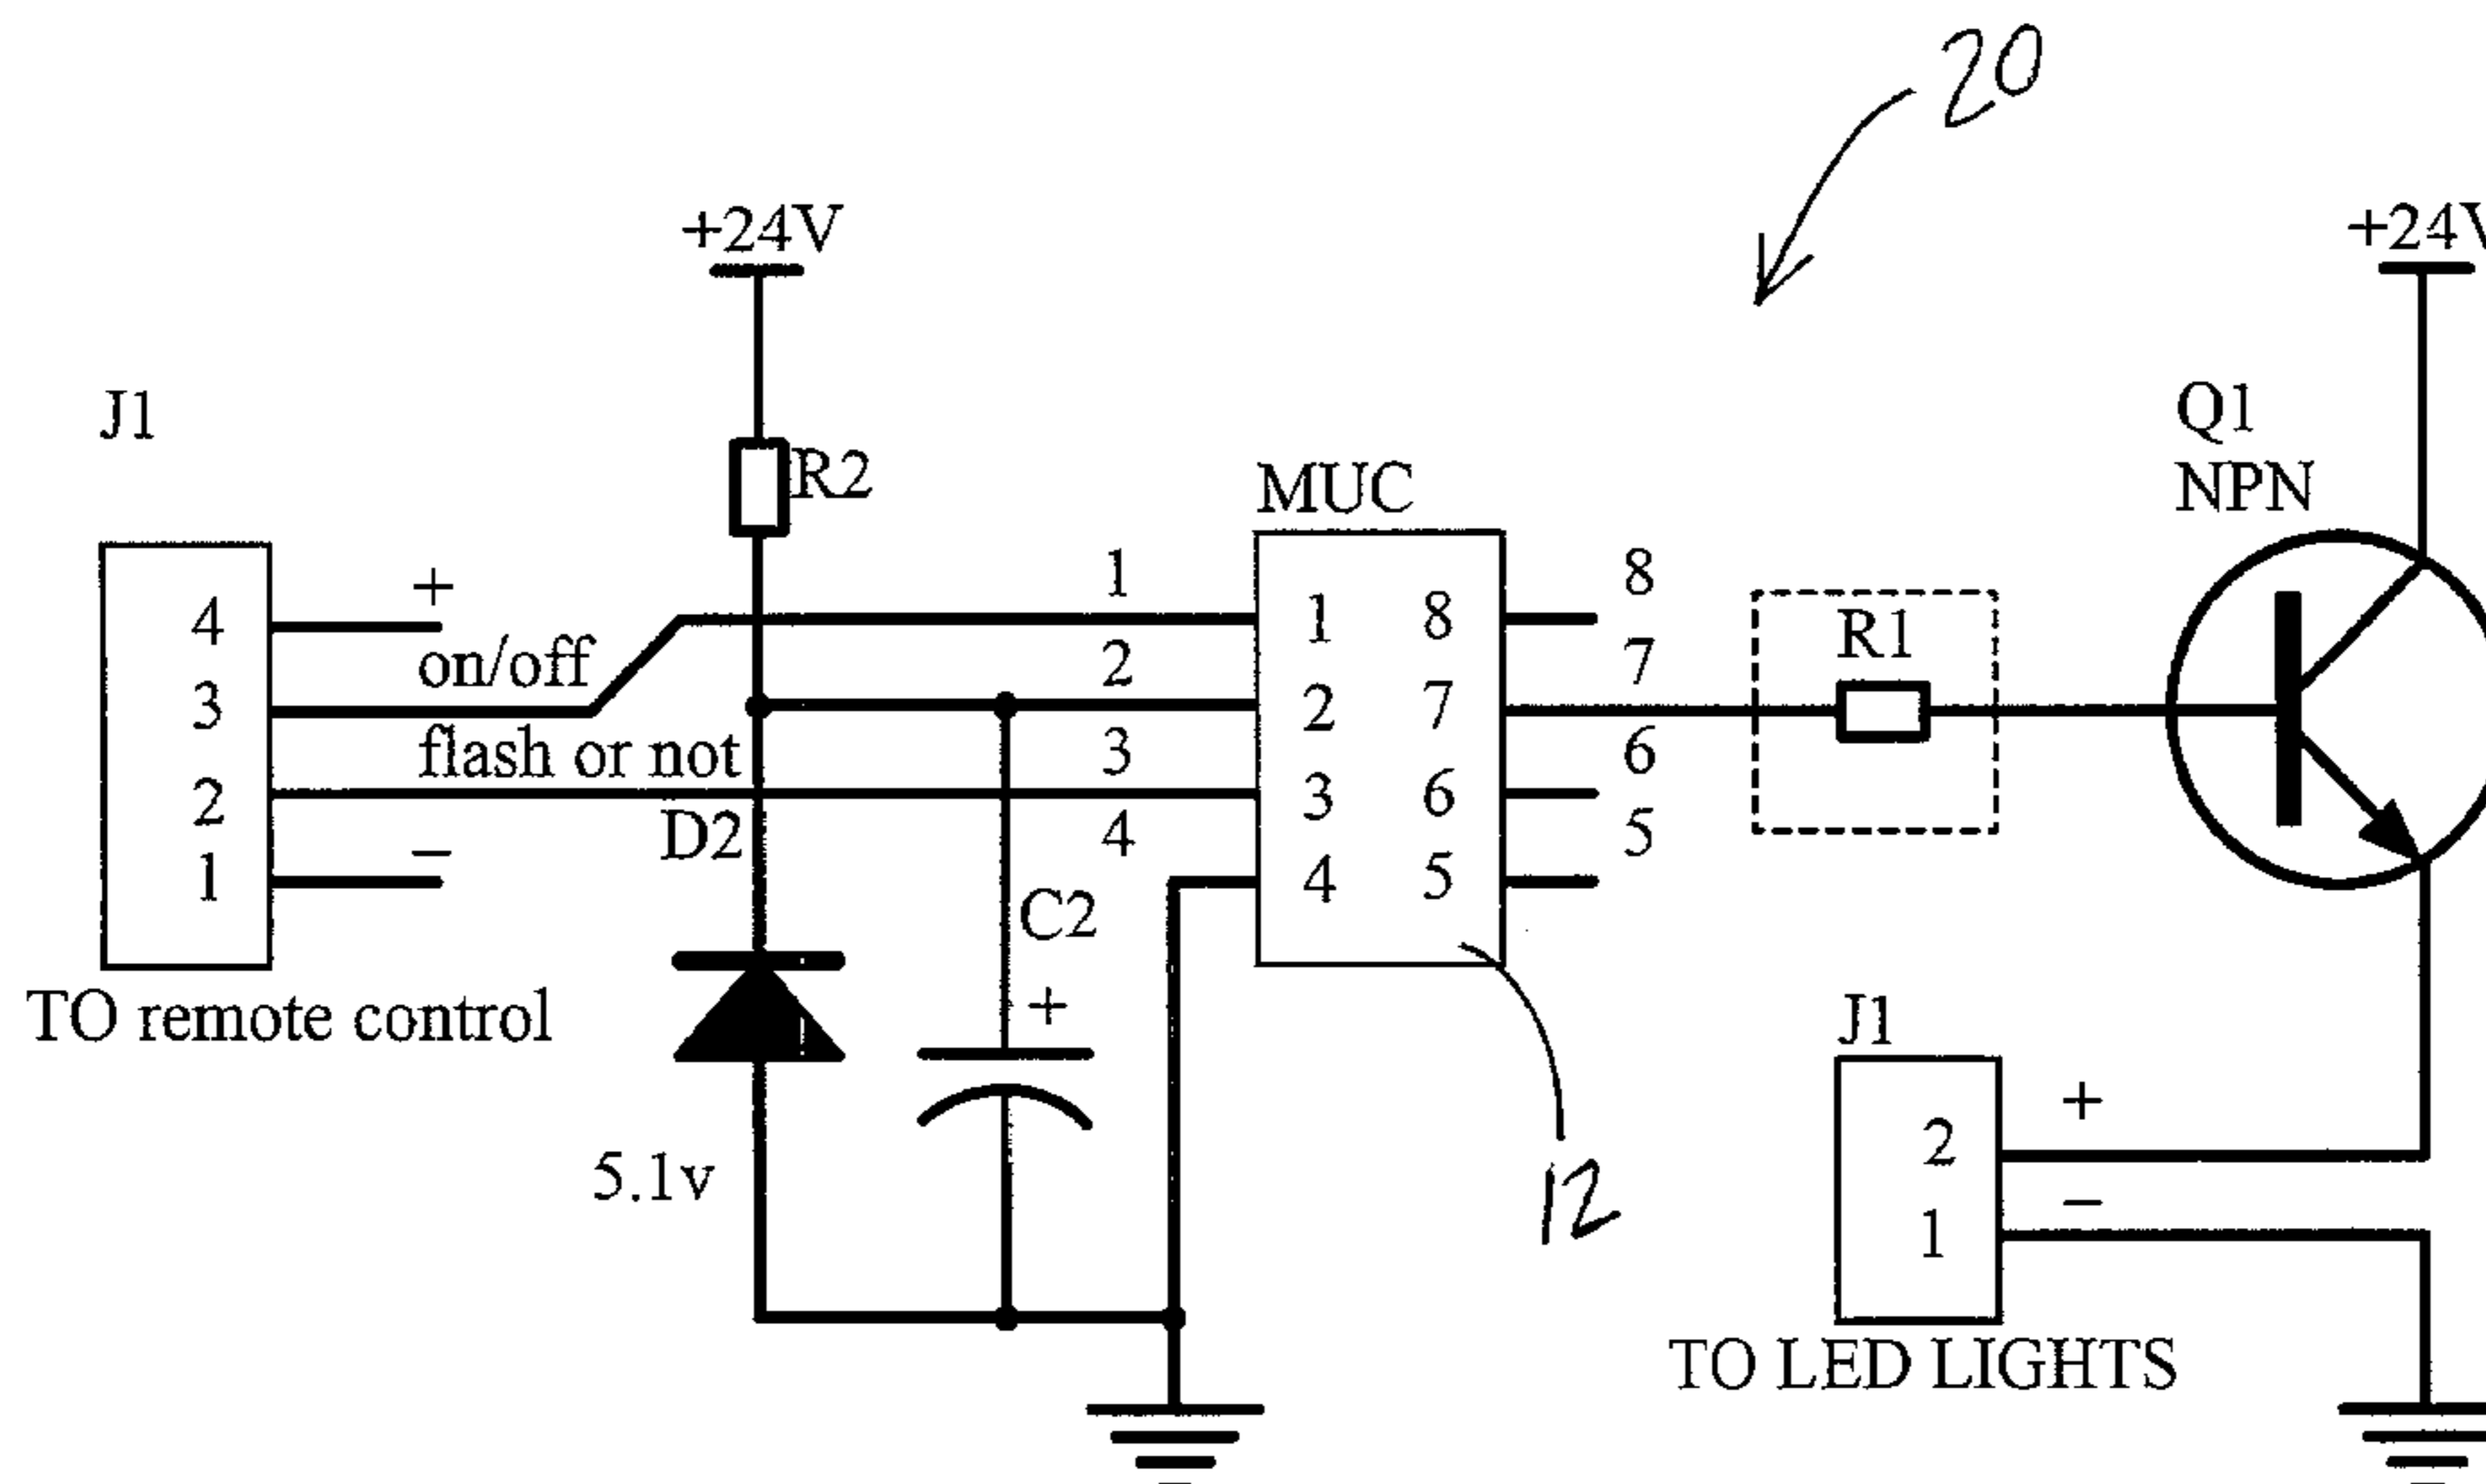 20
+24V
+24V
J1
Q1
NPN
R2
MUC
4
3
2
1
+
on/off
flash or not
−
TO remote control
D2
5.1v
C2
+
1
2
3
4
1
2
3
4
8
7
6
5
8
7
6
5
R1
12
J1
2
1
+
−
TO LED LIGHTS